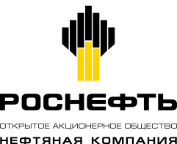 РОСНЕФТЬ
ОТКРЫТОЕ АКЦИОНЕРНОЕ ОБЩЕСТВО
НЕФТЯНАЯ КОМПАНИЯ